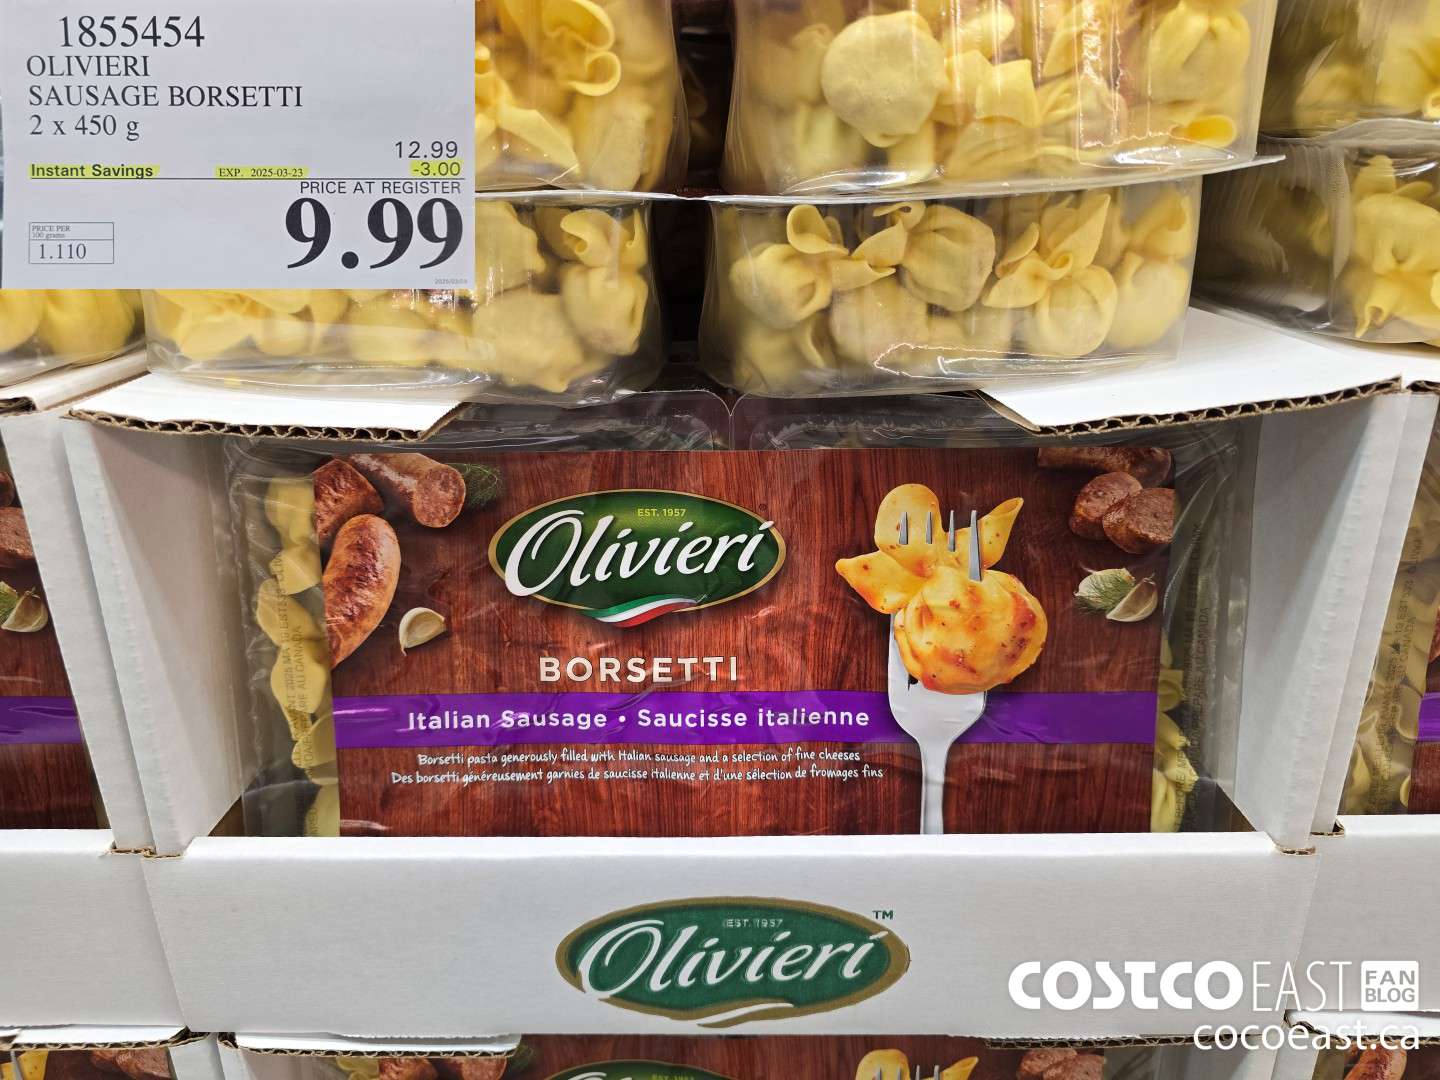 1855454
OLIVIERI
SAUSAGE BORSETTI
2 x 450 g
12.99
Instant Savings EXP. 2025-03-23 -3.00
PRICE AT REGISTER
9.99
PRICE PER
100 grams
1.110
EST. 1957
Olivieri
BORSETTI
Italian Sausage • Saucisse italienne
Borsetti pasta generously filled with Italian sausage and a selection of fine cheeses
Des borsetti généreusement garnies de saucisse italienne et d'une sélection de fromages fins
EST. 1957
Olivieri™
COSTCO EAST FAN BLOG
cocoeast.ca